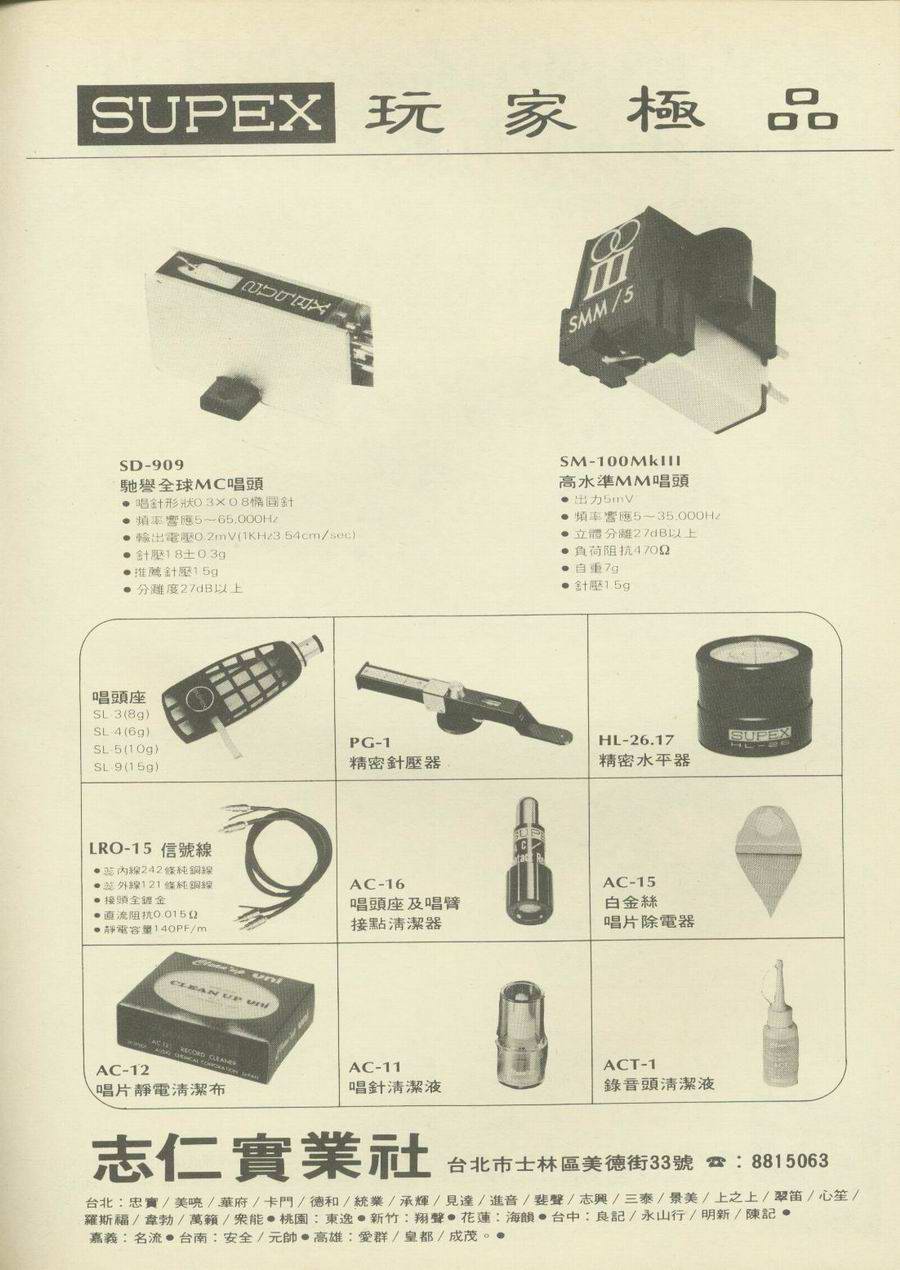 SUPEX 玩家極品
SUPEX
III
SMM/5
SD-909
馳譽全球MC唱頭
● 唱針形狀0.3×0.8橢圓針
● 頻率響應5~65.000Hz
● 輸出電壓0.2mV(1KHz3.54cm/sec)
● 針壓1.8±0.3g
● 推薦針壓1.5g
● 分離度27dB以上
SM-100MkIII
高水準MM唱頭
● 出力5mV
● 頻率響應5~35.000Hz
● 立體分離27dB以上
● 負荷阻抗470Ω
● 自重7g
● 針壓1.5g
唱頭座
SL-3(8g)
SL-4(6g)
SL-5(10g)
SL-9(15g)
PG-1
精密針壓器
HL-26.17
精密水平器
SUPEX
HL-26
LRO-15 信號線
● 蕊內線242條純銅線
● 蕊外線121條純銅線
● 接頭全鍍金
● 直流阻抗0.015Ω
● 靜電容量140PF/m
AC-16
唱頭座及唱臂
接點清潔器
AC-15
白金絲
唱片除電器
Clean up uni
CLEAN UP uni
AC-12 RECORD CLEANER
AC-12
唱片靜電清潔布
AC-11
唱針清潔液
ACT-1
錄音頭清潔液
志仁實業社 台北市士林區美德街33號 ☎：8815063
台北：忠實/美亮/華府/卡門/德和/統業/承輝/見達/進音/斐聲/志興/三泰/景美/上之上/翠笛/心笙/
羅斯福/韋勃/萬籟/樂能●桃園：東逸●新竹：翔聲●花蓮：海韻●台中：良記/永山行/明新/陳記●
嘉義：名流●台南：安全/元帥●高雄：愛群/皇都/成茂。●